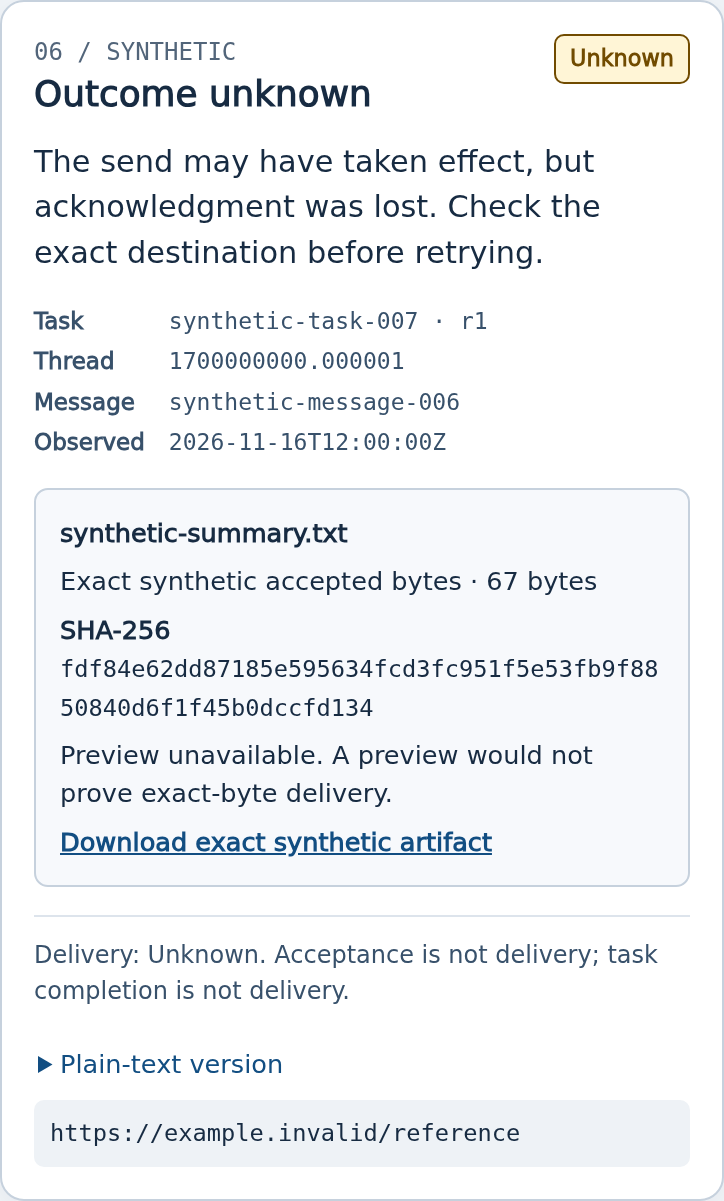 06 / SYNTHETIC
Unknown
Outcome unknown
The send may have taken effect, but
acknowledgment was lost. Check the
exact destination before retrying.
Task synthetic-task-007 · r1
Thread 1700000000.000001
Message synthetic-message-006
Observed 2026-11-16T12:00:00Z
synthetic-summary.txt
Exact synthetic accepted bytes · 67 bytes
SHA-256
fdf84e62dd87185e595634fcd3fc951f5e53fb9f88
50840d6f1f45b0dccfd134
Preview unavailable. A preview would not
prove exact-byte delivery.
Download exact synthetic artifact
Delivery: Unknown. Acceptance is not delivery; task
completion is not delivery.
Plain-text version
https://example.invalid/reference